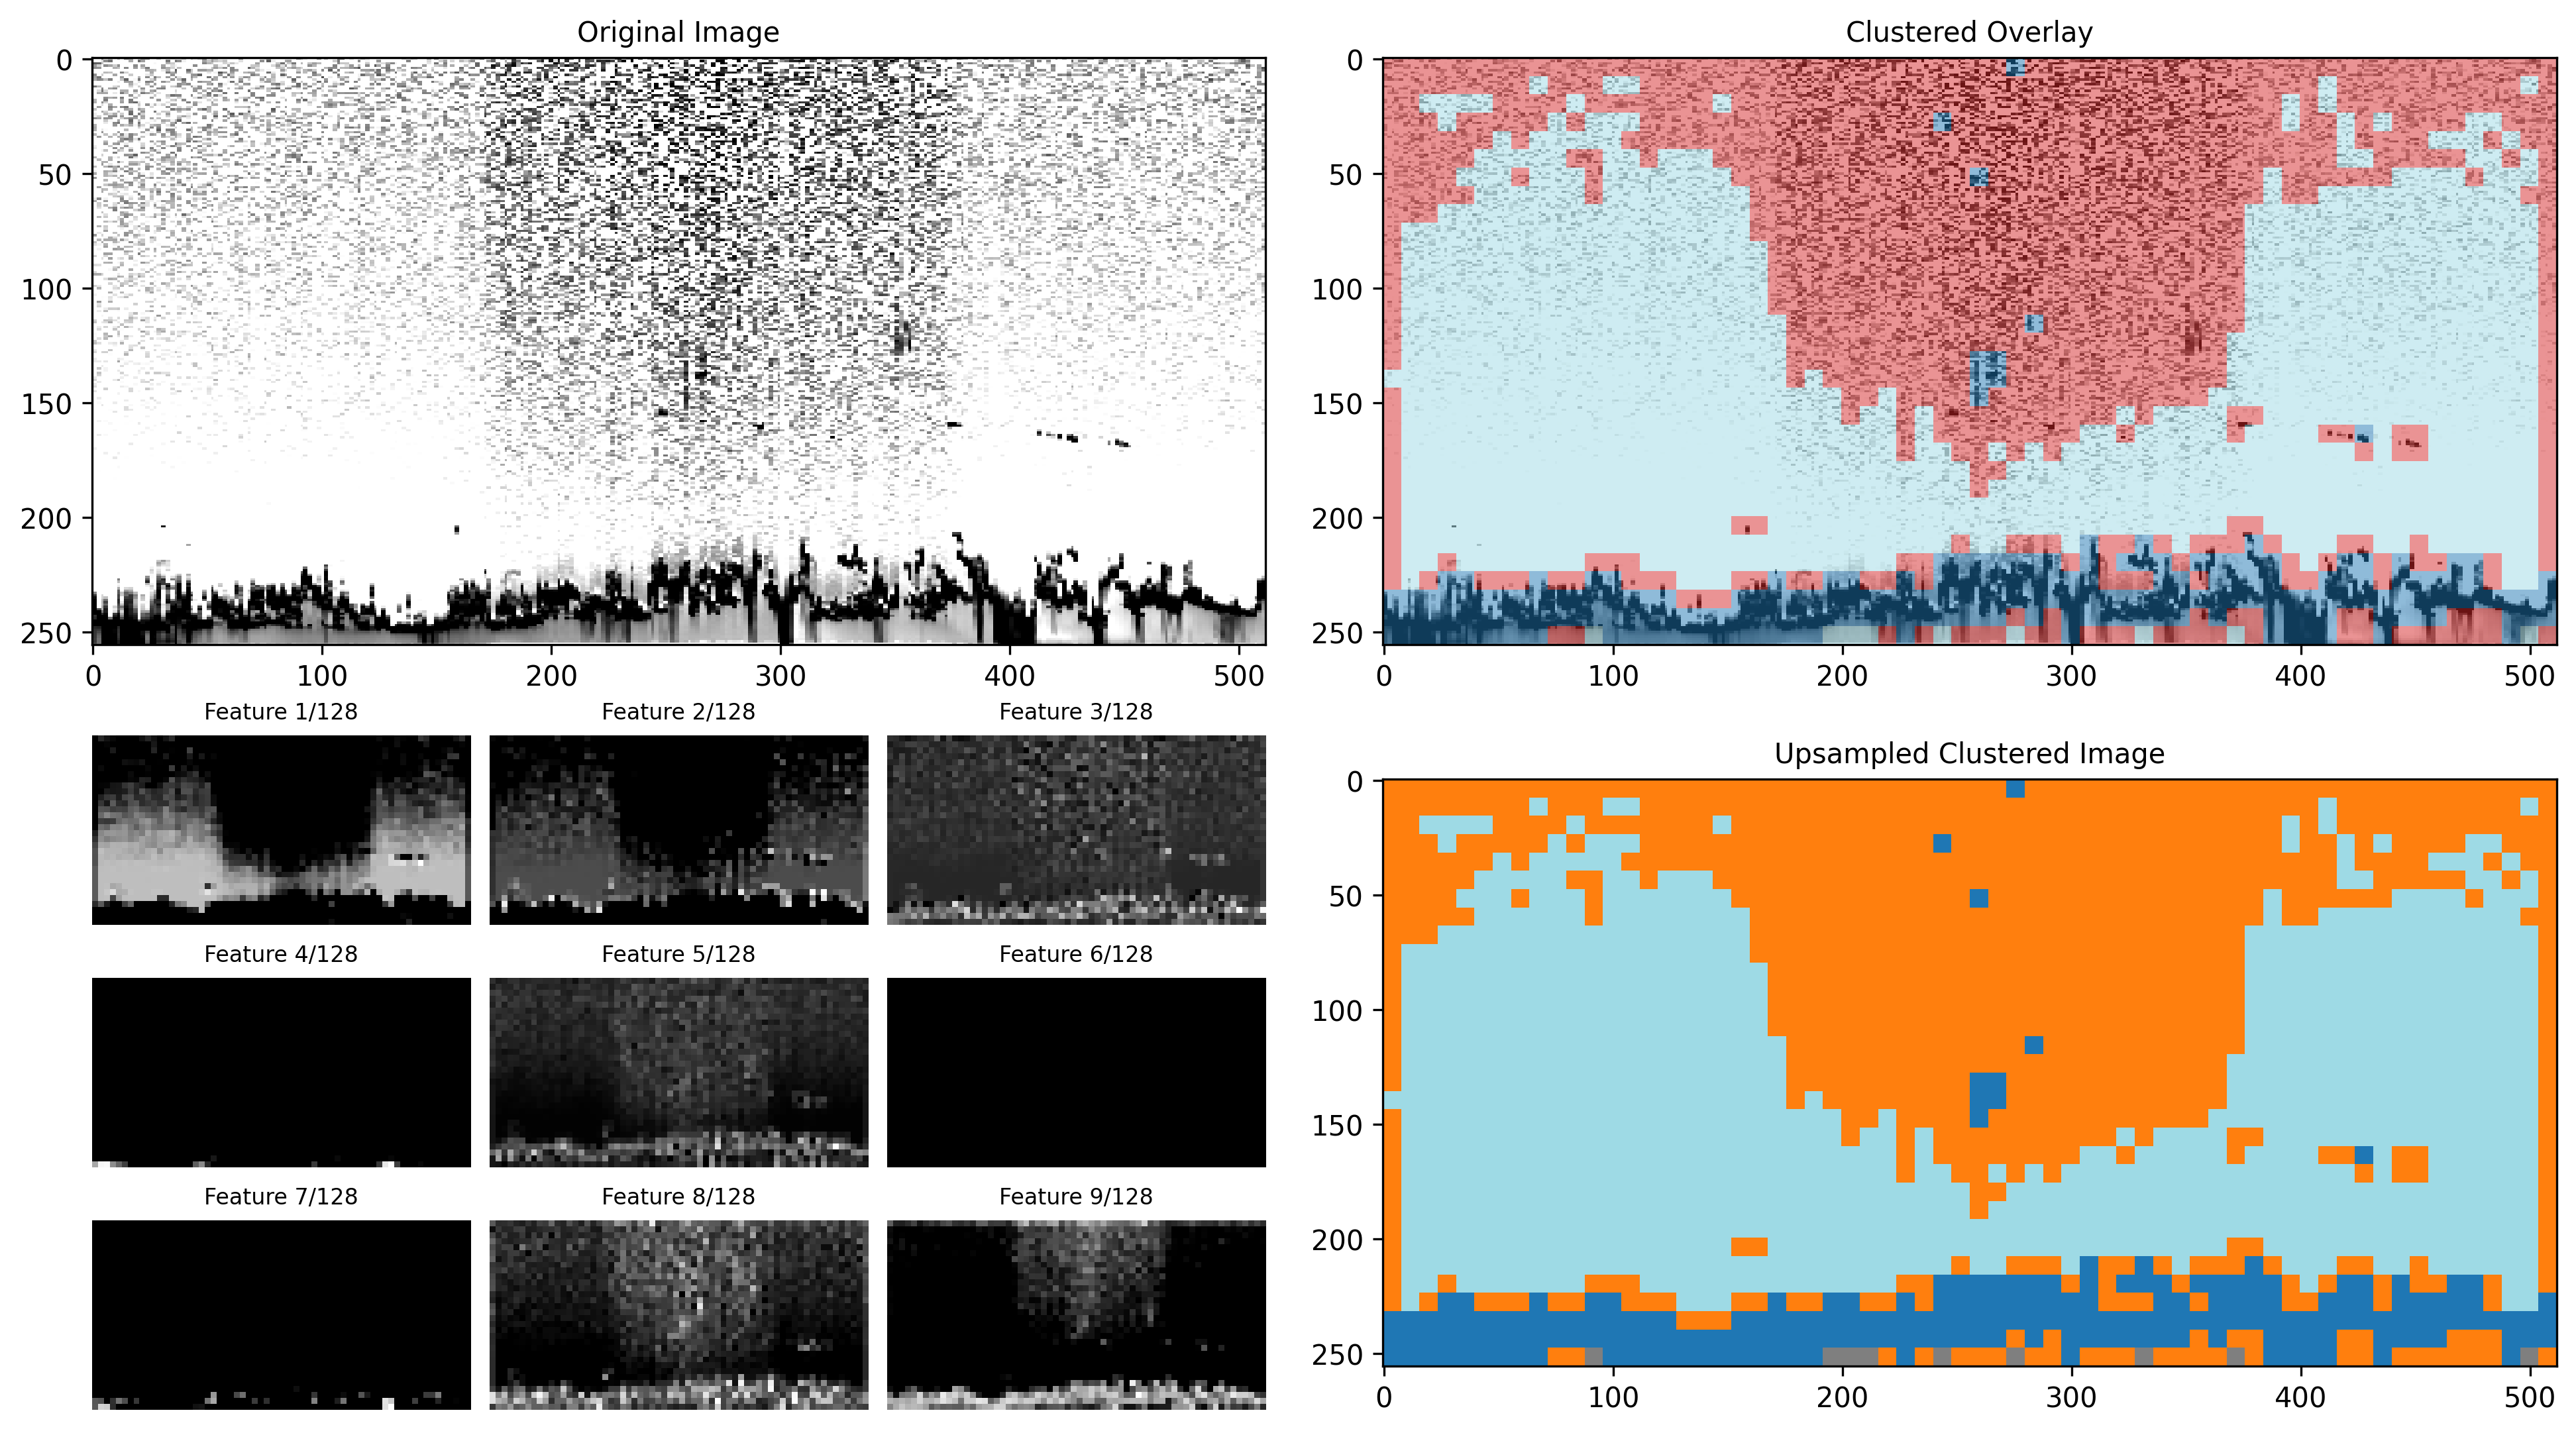 Original Image
0
50
100
150
200
250
0 100 200 300 400 500
Clustered Overlay
0
50
100
150
200
250
0 100 200 300 400 500
Feature 1/128 Feature 2/128 Feature 3/128
Feature 4/128 Feature 5/128 Feature 6/128
Feature 7/128 Feature 8/128 Feature 9/128
Upsampled Clustered Image
0
50
100
150
200
250
0 100 200 300 400 500